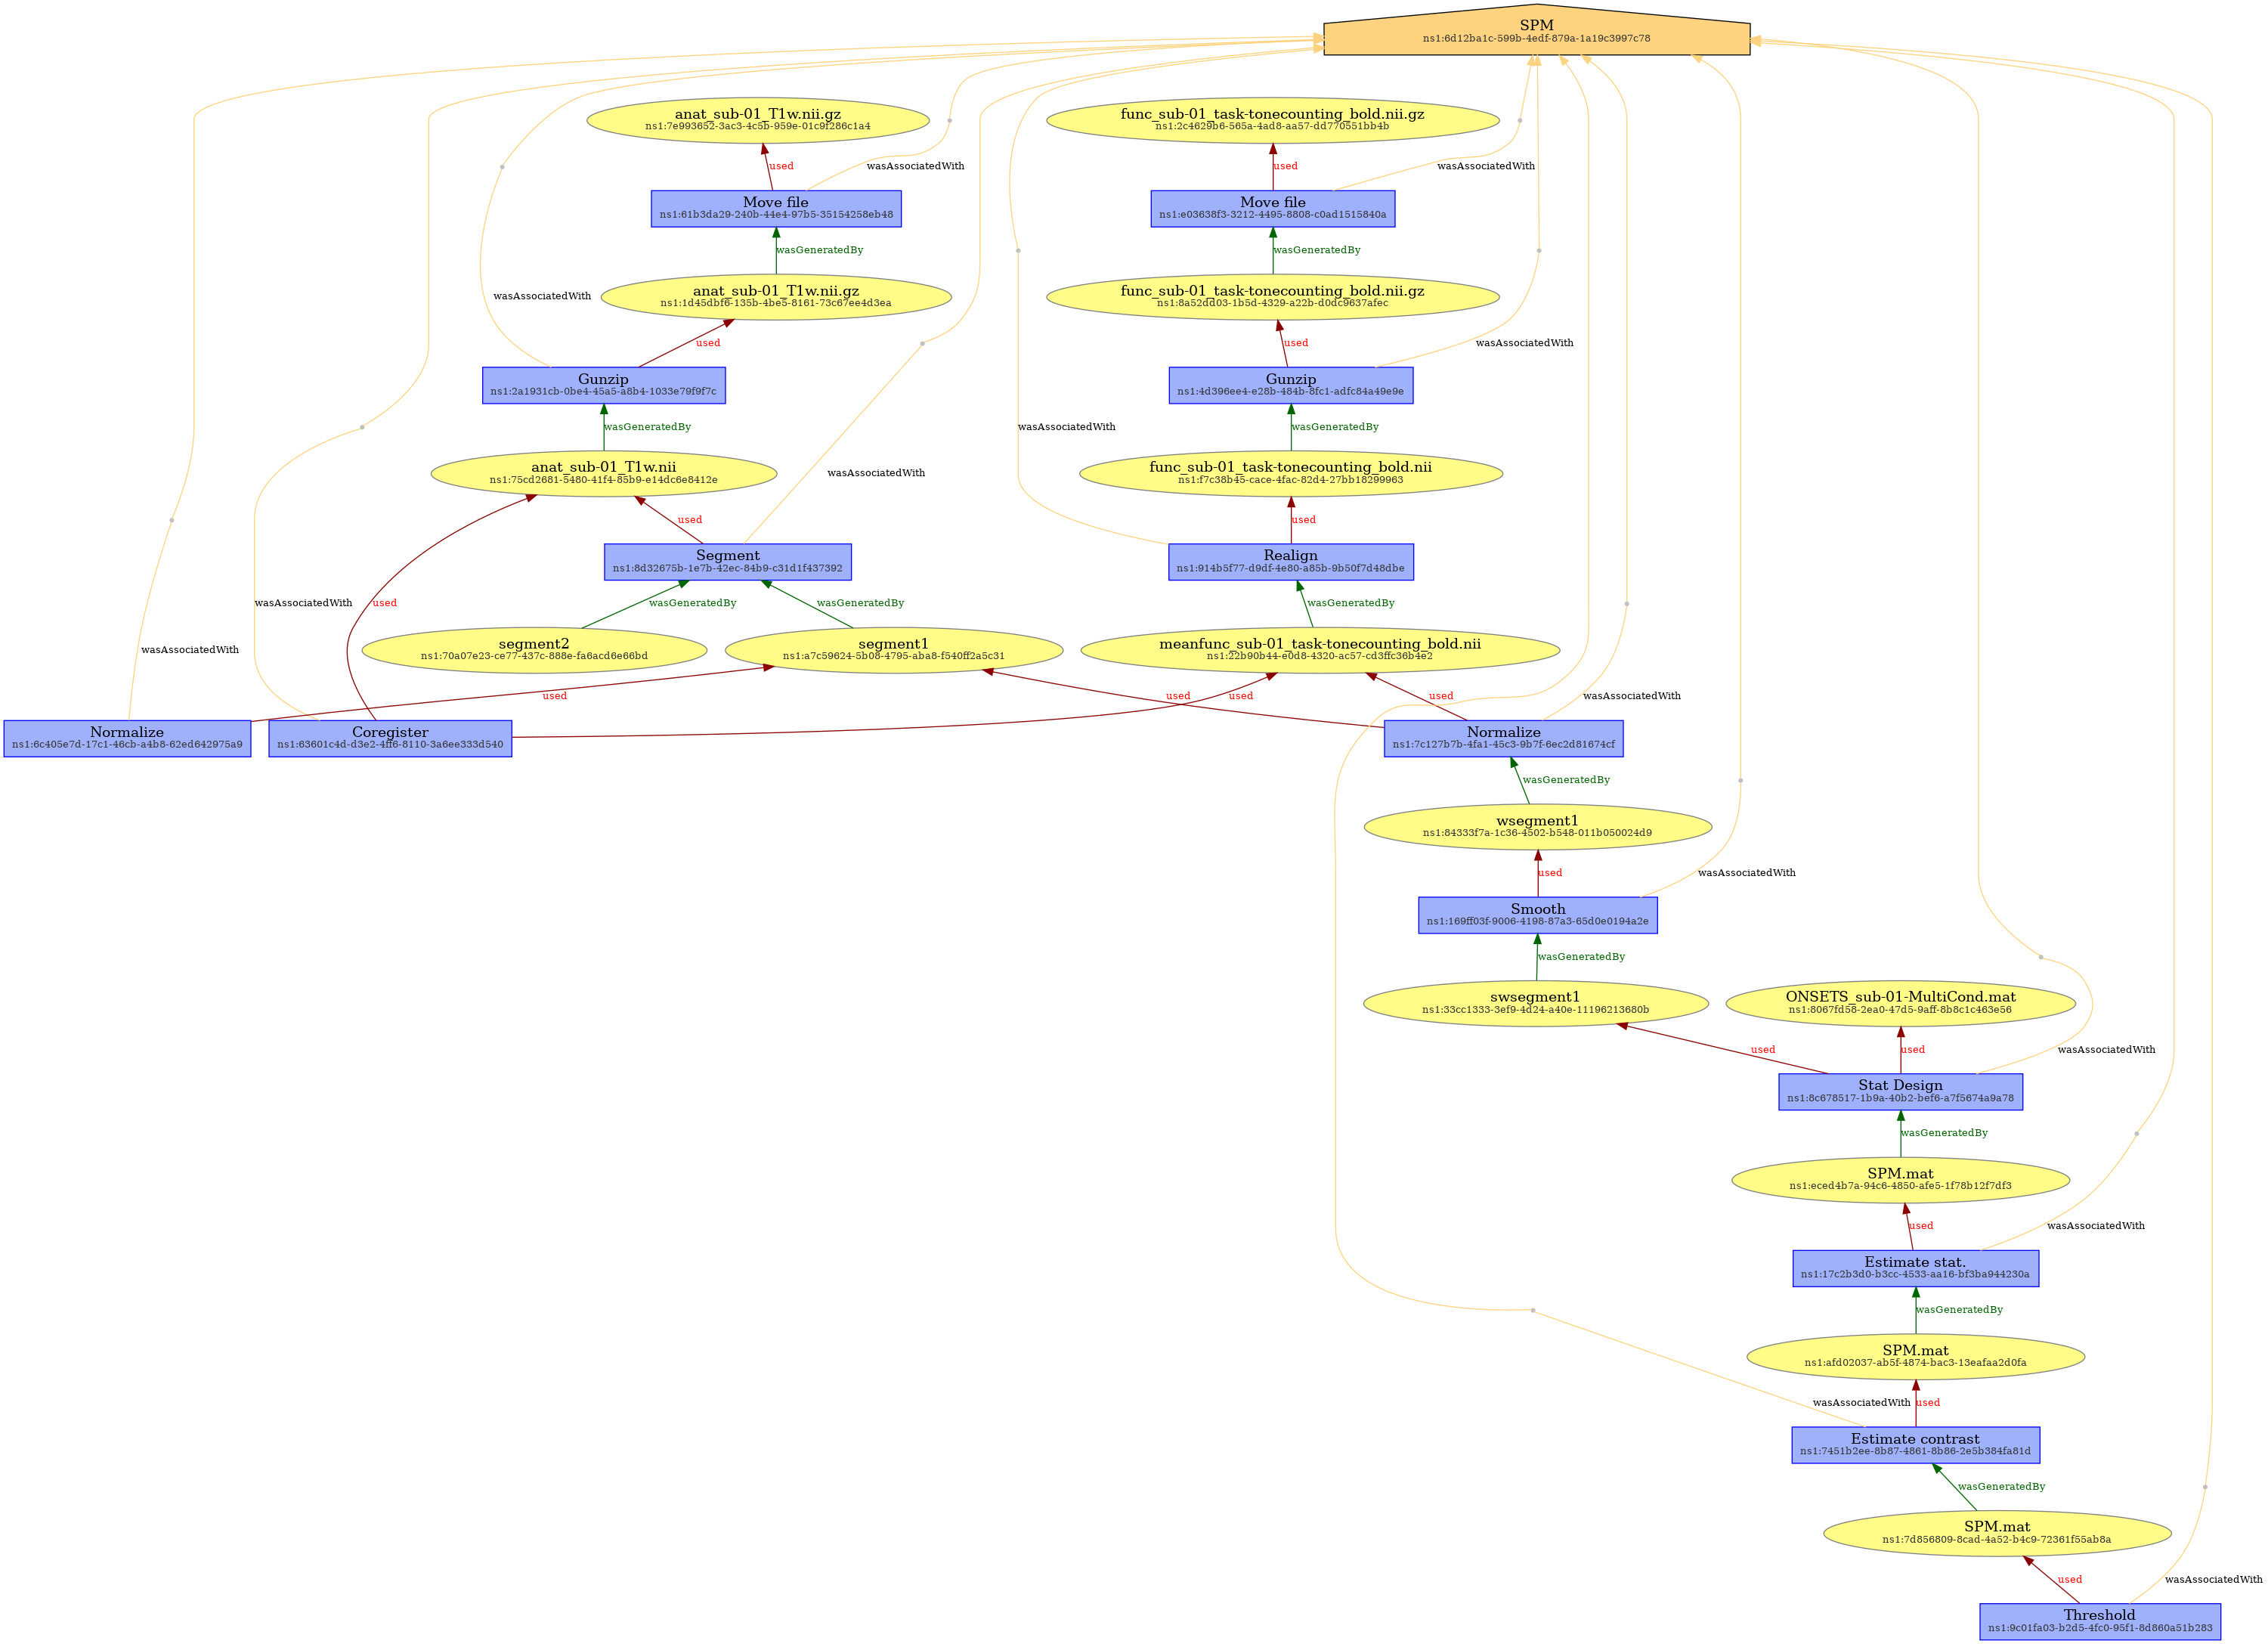 SPM
ns1:6d12ba1c-599b-4edf-879a-1a19c3997c78
anat_sub-01_T1w.nii.gz
ns1:7e993652-3ac3-4c5b-959e-01c9f286c1a4
func_sub-01_task-tonecounting_bold.nii.gz
ns1:2c4629b6-565a-4ad8-aa57-dd770551bb4b
used
wasAssociatedWith
used
wasAssociatedWith
Move file
ns1:61b3da29-240b-44e4-97b5-35154258eb48
Move file
ns1:e03638f3-3212-4495-8808-c0ad1515840a
wasGeneratedBy
wasGeneratedBy
wasAssociatedWith
anat_sub-01_T1w.nii.gz
ns1:1d45dbf6-135b-4be5-8161-73c67ee4d3ea
func_sub-01_task-tonecounting_bold.nii.gz
ns1:8a52dd03-1b5d-4329-a22b-d0dc9637afec
used
used
wasAssociatedWith
Gunzip
ns1:2a1931cb-0be4-45a5-a8b4-1033e79f9f7c
Gunzip
ns1:4d396ee4-e28b-484b-8fc1-adfc84a49e9e
wasGeneratedBy
wasAssociatedWith
wasGeneratedBy
anat_sub-01_T1w.nii
ns1:75cd2681-5480-41f4-85b9-e14dc6e8412e
wasAssociatedWith
func_sub-01_task-tonecounting_bold.nii
ns1:f7c38b45-cace-4fac-82d4-27bb18299963
used
used
Segment
ns1:8d32675b-1e7b-42ec-84b9-c31d1f437392
Realign
ns1:914b5f77-d9df-4e80-a85b-9b50f7d48dbe
wasAssociatedWith
used
wasGeneratedBy
wasGeneratedBy
wasGeneratedBy
wasAssociatedWith
segment2
ns1:70a07e23-ce77-437c-888e-fa6acd6e66bd
segment1
ns1:a7c59624-5b08-4795-aba8-f540ff2a5c31
meanfunc_sub-01_task-tonecounting_bold.nii
ns1:22b90b44-e0d8-4320-ac57-cd3ffc36b4e2
used
used
used
used
wasAssociatedWith
Normalize
ns1:6c405e7d-17c1-46cb-a4b8-62ed642975a9
Coregister
ns1:63601c4d-d3e2-4ff6-8110-3a6ee333d540
Normalize
ns1:7c127b7b-4fa1-45c3-9b7f-6ec2d81674cf
wasGeneratedBy
wsegment1
ns1:84333f7a-1c36-4502-b548-011b050024d9
used
wasAssociatedWith
Smooth
ns1:169ff03f-9006-4198-87a3-65d0e0194a2e
wasGeneratedBy
swsegment1
ns1:33cc1333-3ef9-4d24-a40e-11196213680b
ONSETS_sub-01-MultiCond.mat
ns1:8067fd58-2ea0-47d5-9aff-8b8c1c463e56
used
used
wasAssociatedWith
Stat Design
ns1:8c678517-1b9a-40b2-bef6-a7f5674a9a78
wasGeneratedBy
SPM.mat
ns1:eced4b7a-94c6-4850-afe5-1f78b12f7df3
used
wasAssociatedWith
Estimate stat.
ns1:17c2b3d0-b3cc-4533-aa16-bf3ba944230a
wasGeneratedBy
SPM.mat
ns1:afd02037-ab5f-4874-bac3-13eafaa2d0fa
wasAssociatedWith
used
Estimate contrast
ns1:7451b2ee-8b87-4861-8b86-2e5b384fa81d
wasGeneratedBy
SPM.mat
ns1:7d856809-8cad-4a52-b4c9-72361f55ab8a
used
wasAssociatedWith
Threshold
ns1:9c01fa03-b2d5-4fc0-95f1-8d860a51b283